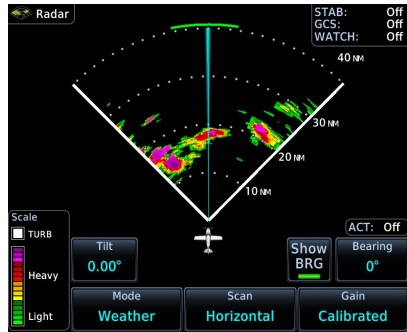 Radar
STAB: Off
GCS: Off
WATCH: Off
40 NM
30 NM
20 NM
10 NM
Scale
TURB
Heavy
Light
ACT: Off
Tilt
0.00°
Show
BRG
Bearing
0°
Mode
Weather
Scan
Horizontal
Gain
Calibrated